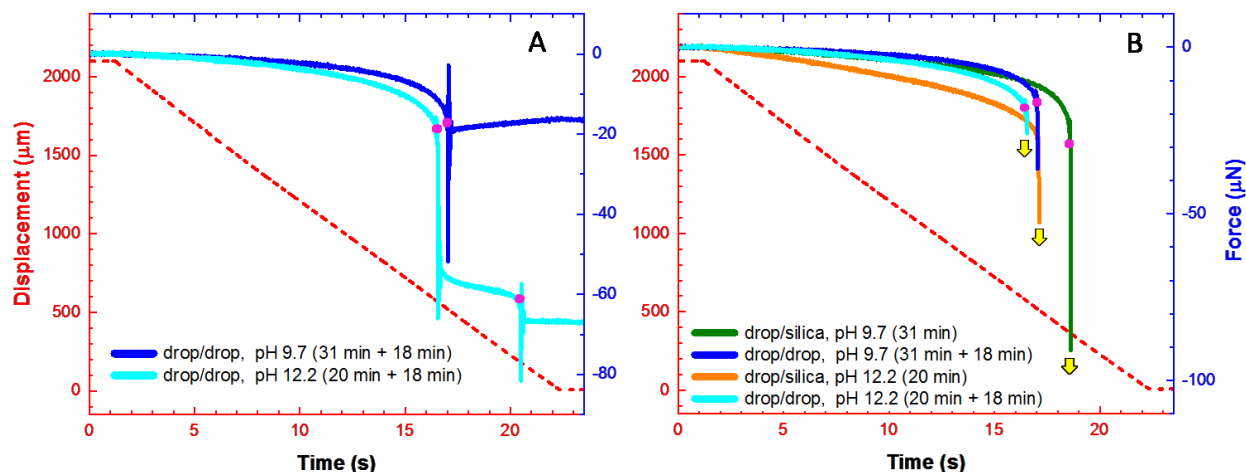 A
B
Displacement (μm)
2000
1500
1000
500
0
0
-20
-40
-60
-80
drop/drop, pH 9.7 (31 min + 18 min)
drop/drop, pH 12.2 (20 min + 18 min)
0 5 10 15 20
Time (s)
2000
1500
1000
500
0
0
-50
-100
Force (μN)
drop/silica, pH 9.7 (31 min)
drop/drop, pH 9.7 (31 min + 18 min)
drop/silica, pH 12.2 (20 min)
drop/drop, pH 12.2 (20 min + 18 min)
0 5 10 15 20
Time (s)